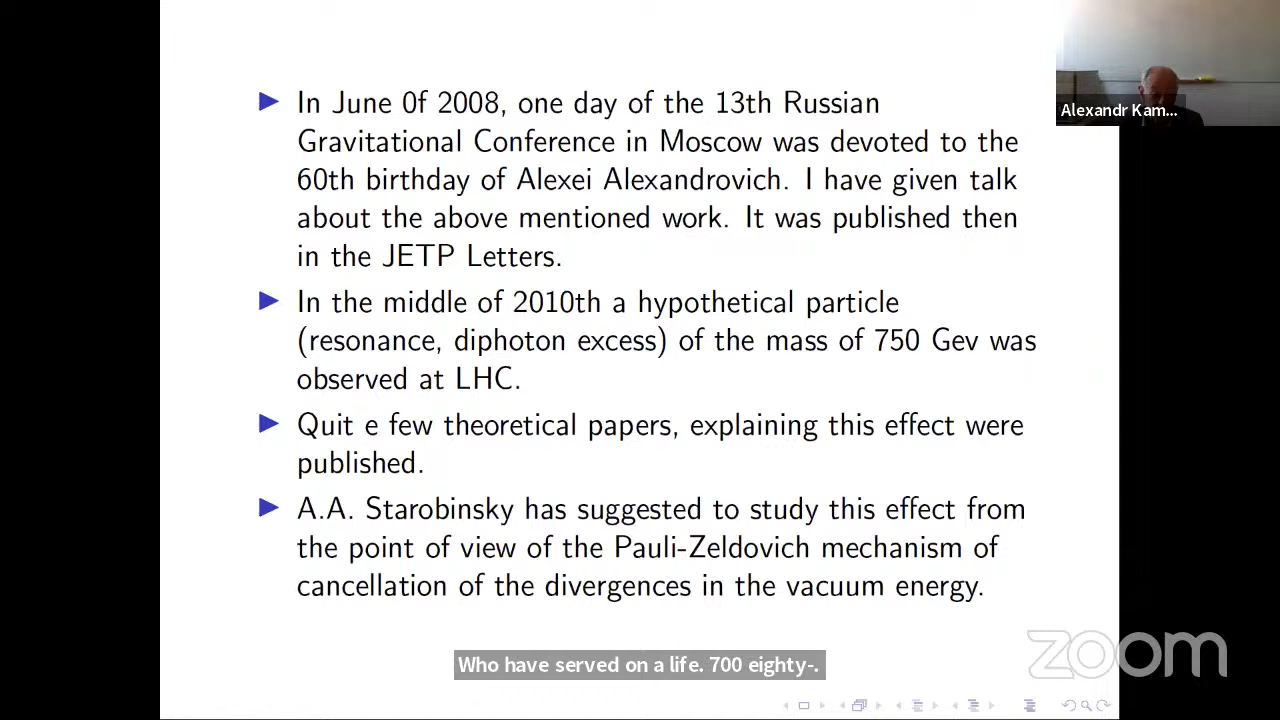 In June 0f 2008, one day of the 13th Russian
Gravitational Conference in Moscow was devoted to the
60th birthday of Alexei Alexandrovich. I have given talk
about the above mentioned work. It was published then
in the JETP Letters.
In the middle of 2010th a hypothetical particle
(resonance, diphoton excess) of the mass of 750 Gev was
observed at LHC.
Quit e few theoretical papers, explaining this effect were
published.
A.A. Starobinsky has suggested to study this effect from
the point of view of the Pauli-Zeldovich mechanism of
cancellation of the divergences in the vacuum energy.
Alexandr Kam...
Who have served on a life. 700 eighty-.
zoom